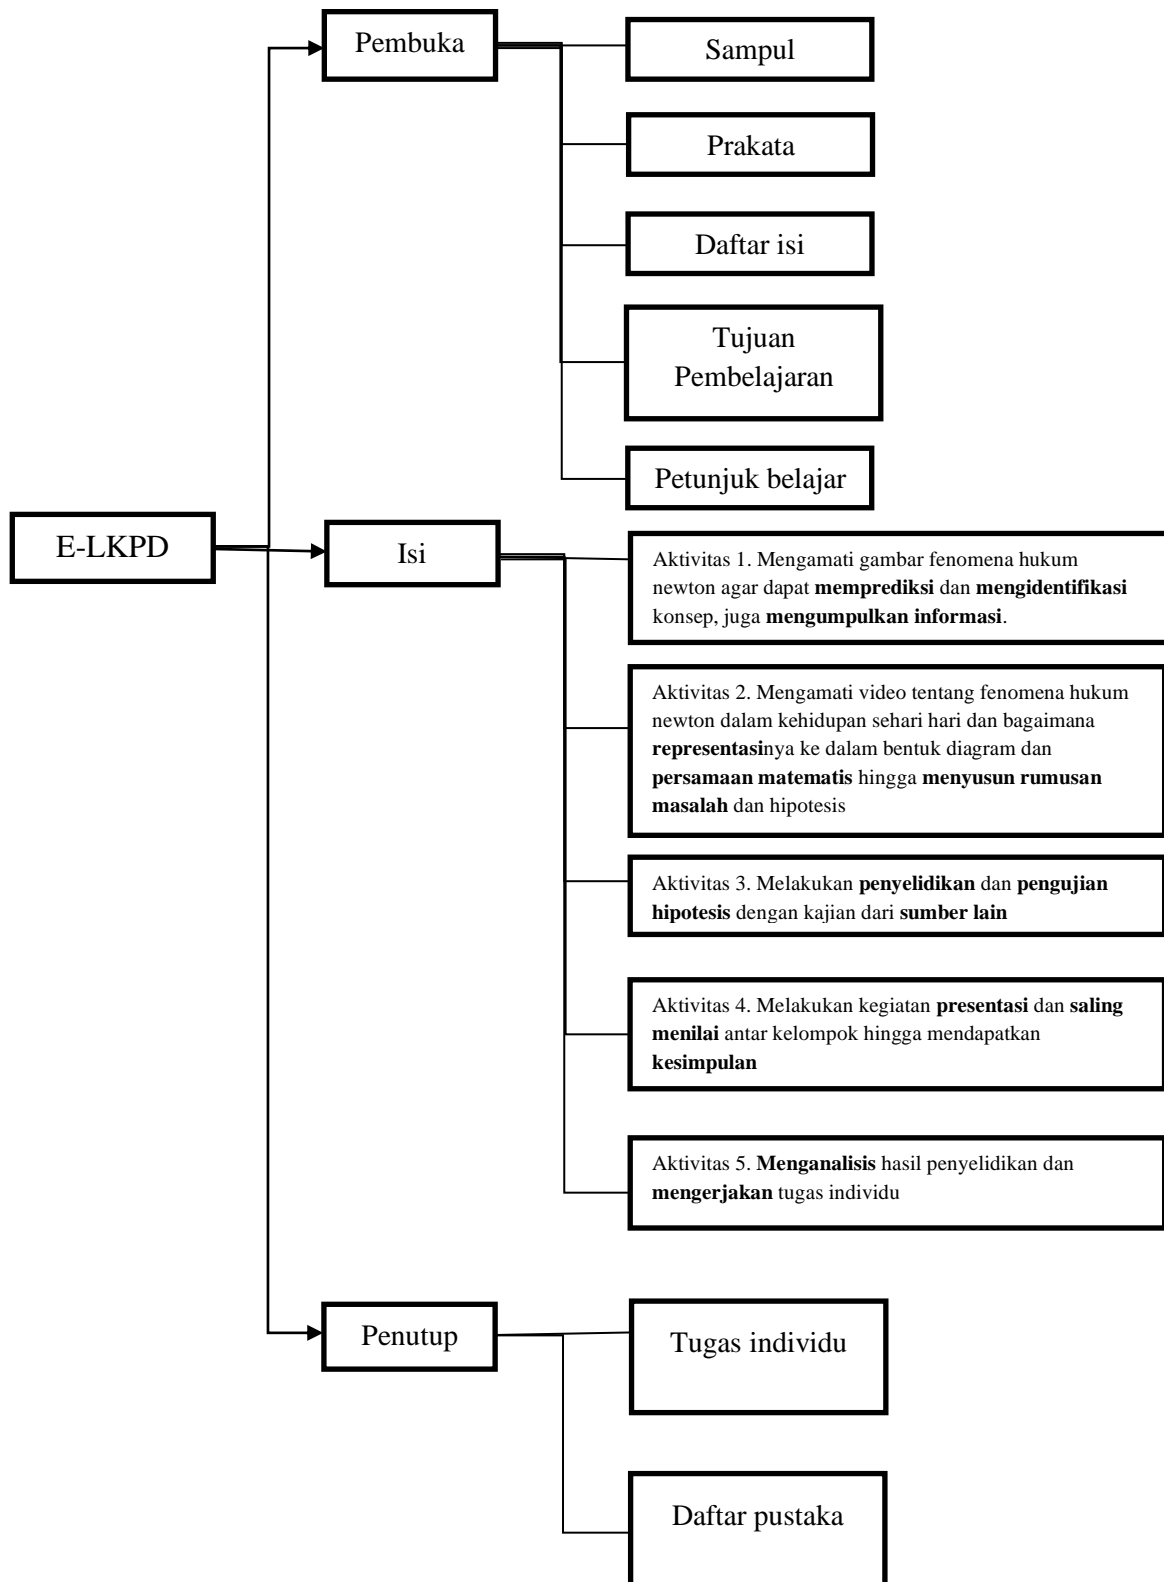 Pembuka
Sampul
Prakata
Daftar isi
Tujuan
Pembelajaran
Petunjuk belajar
E-LKPD
Isi
Aktivitas 1. Mengamati gambar fenomena hukum
newton agar dapat memprediksi dan mengidentifikasi
konsep, juga mengumpulkan informasi.
Aktivitas 2. Mengamati video tentang fenomena hukum
newton dalam kehidupan sehari hari dan bagaimana
representasinya ke dalam bentuk diagram dan
persamaan matematis hingga menyusun rumusan
masalah dan hipotesis
Aktivitas 3. Melakukan penyelidikan dan pengujian
hipotesis dengan kajian dari sumber lain
Aktivitas 4. Melakukan kegiatan presentasi dan saling
menilai antar kelompok hingga mendapatkan
kesimpulan
Aktivitas 5. Menganalisis hasil penyelidikan dan
mengerjakan tugas individu
Penutup
Tugas individu
Daftar pustaka